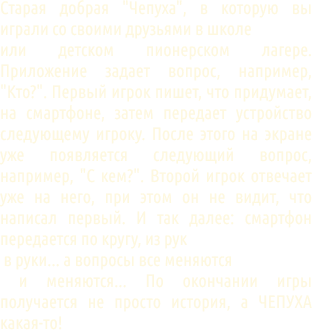 Старая добрая "Чепуха", в которую вы
играли со своими друзьями в школе
или детском пионерском лагере.
Приложение задает вопрос, например,
"Кто?". Первый игрок пишет, что придумает,
на смартфоне, затем передает устройство
следующему игроку. После этого на экране
уже появляется следующий вопрос,
например, "С кем?". Второй игрок отвечает
уже на него, при этом он не видит, что
написал первый. И так далее: смартфон
передается по кругу, из рук
в руки... а вопросы все меняются
и меняются... По окончании игры
получается не просто история, а ЧЕПУХА
какая-то!